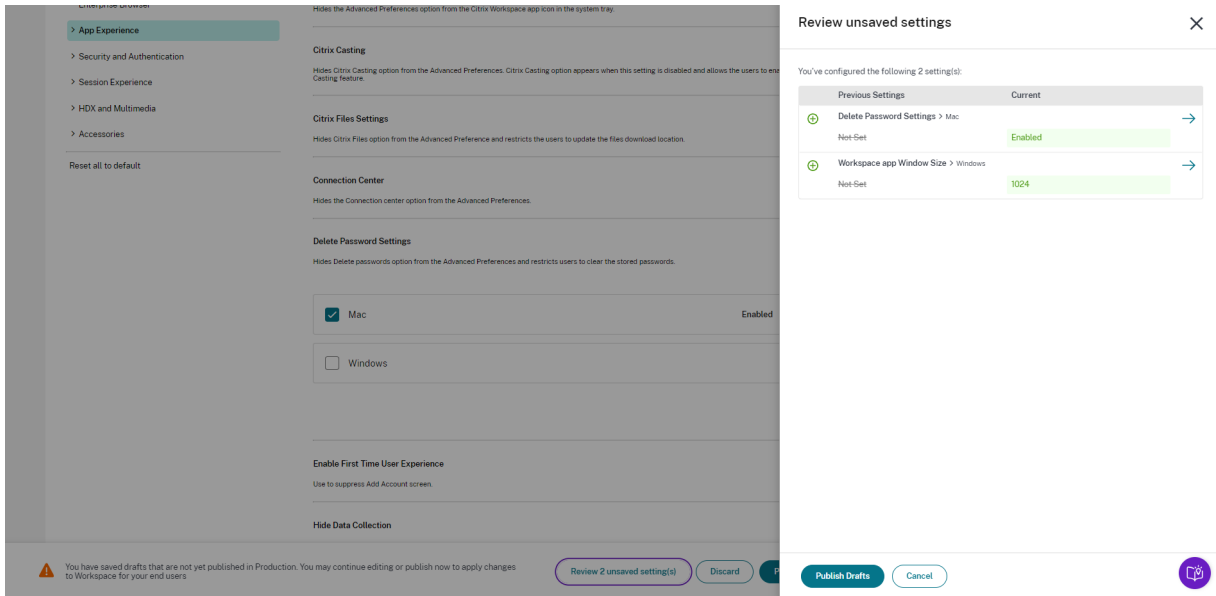 Enterprise Browser
App Experience
Security and Authentication
Session Experience
HDX and Multimedia
Accessories
Reset all to default
Hides the Advanced Preferences option from the Citrix Workspace app icon in the system tray.
Citrix Casting
Hides Citrix Casting option from the Advanced Preferences. Citrix Casting option appears when this setting is disabled and allows the users to
Casting feature.
Citrix Files Settings
Hides Citrix Files option from the Advanced Preference and restricts the users to update the files download location.
Connection Center
Hides the Connection center option from the Advanced Preferences.
Delete Password Settings
Hides Delete passwords option from the Advanced Preferences and restricts users to clear the stored passwords.
Mac Enabled
Windows
Enable First Time User Experience
Use to suppress Add Account screen.
Hide Data Collection
You have saved drafts that are not yet published in Production. You may continue editing or publish now to apply changes
to Workspace for your end users
Review 2 unsaved setting(s) Discard
Review unsaved settings
You've configured the following 2 setting(s):
Previous Settings Current
Delete Password Settings > Mac
Not Set Enabled
Workspace app Window Size > Windows
Not Set 1024
Publish Drafts Cancel